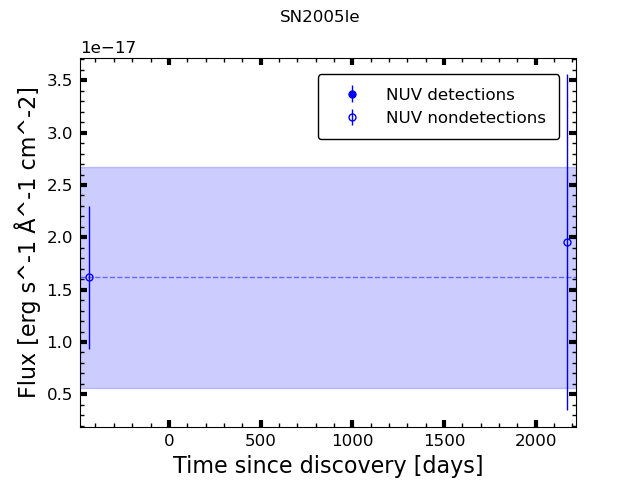 SN2005le
1e−17
NUV detections
NUV nondetections
Flux [erg s^-1 Å^-1 cm^-2]
3.5
3.0
2.5
2.0
1.5
1.0
0.5
0 500 1000 1500 2000
Time since discovery [days]